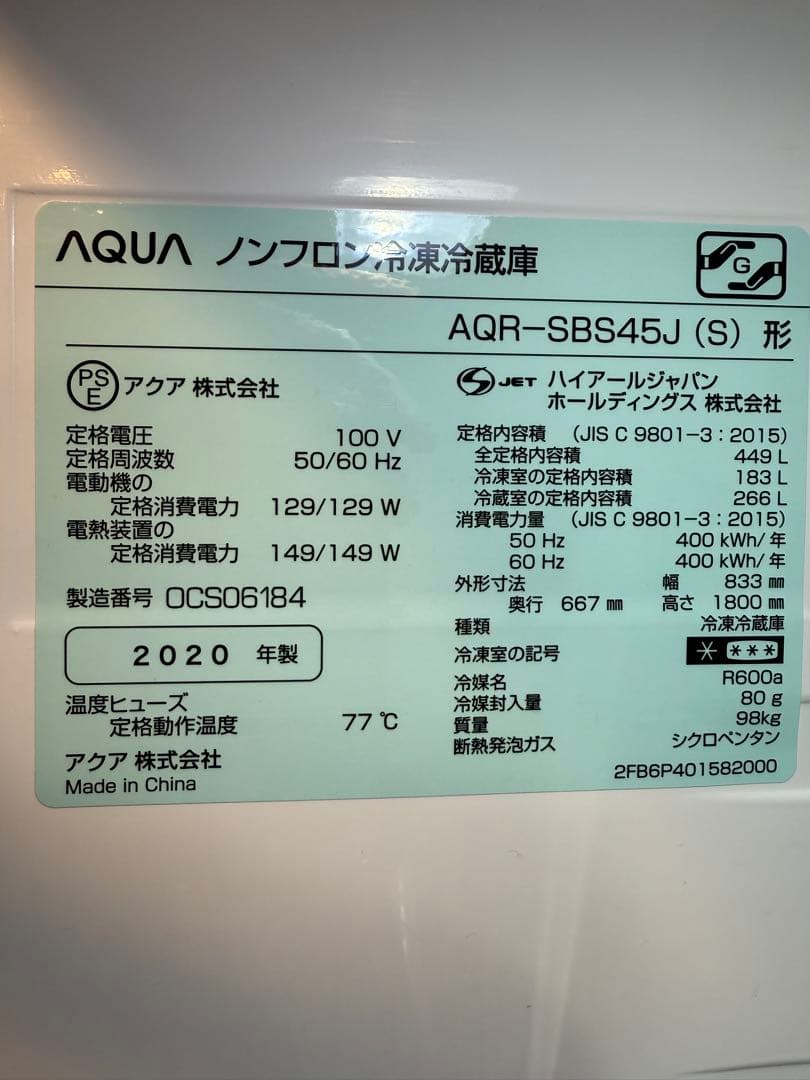 AQUA ノンフロン冷凍冷蔵庫
G
AQR-SBS45J (S) 形
PSE アクア 株式会社
定格電圧 100 V
定格周波数 50/60 Hz
電動機の
定格消費電力 129/129 W
電熱装置の
定格消費電力 149/149 W
製造番号 0CS06184
2020 年製
温度ヒューズ
定格動作温度 77 ℃
アクア 株式会社
Made in China
S JET ハイアールジャパン
ホールディングス 株式会社
定格内容積 (JIS C 9801-3：2015)
全定格内容積 449 L
冷凍室の定格内容積 183 L
冷蔵室の定格内容積 266 L
消費電力量 (JIS C 9801-3：2015)
50 Hz 400 kWh/年
60 Hz 400 kWh/年
外形寸法 幅 833 ㎜
奥行 667 ㎜ 高さ 1800 ㎜
種類 冷凍冷蔵庫
冷凍室の記号 * ***
冷媒名 R600a
冷媒封入量 80 g
質量 98kg
断熱発泡ガス シクロペンタン
2FB6P401582000